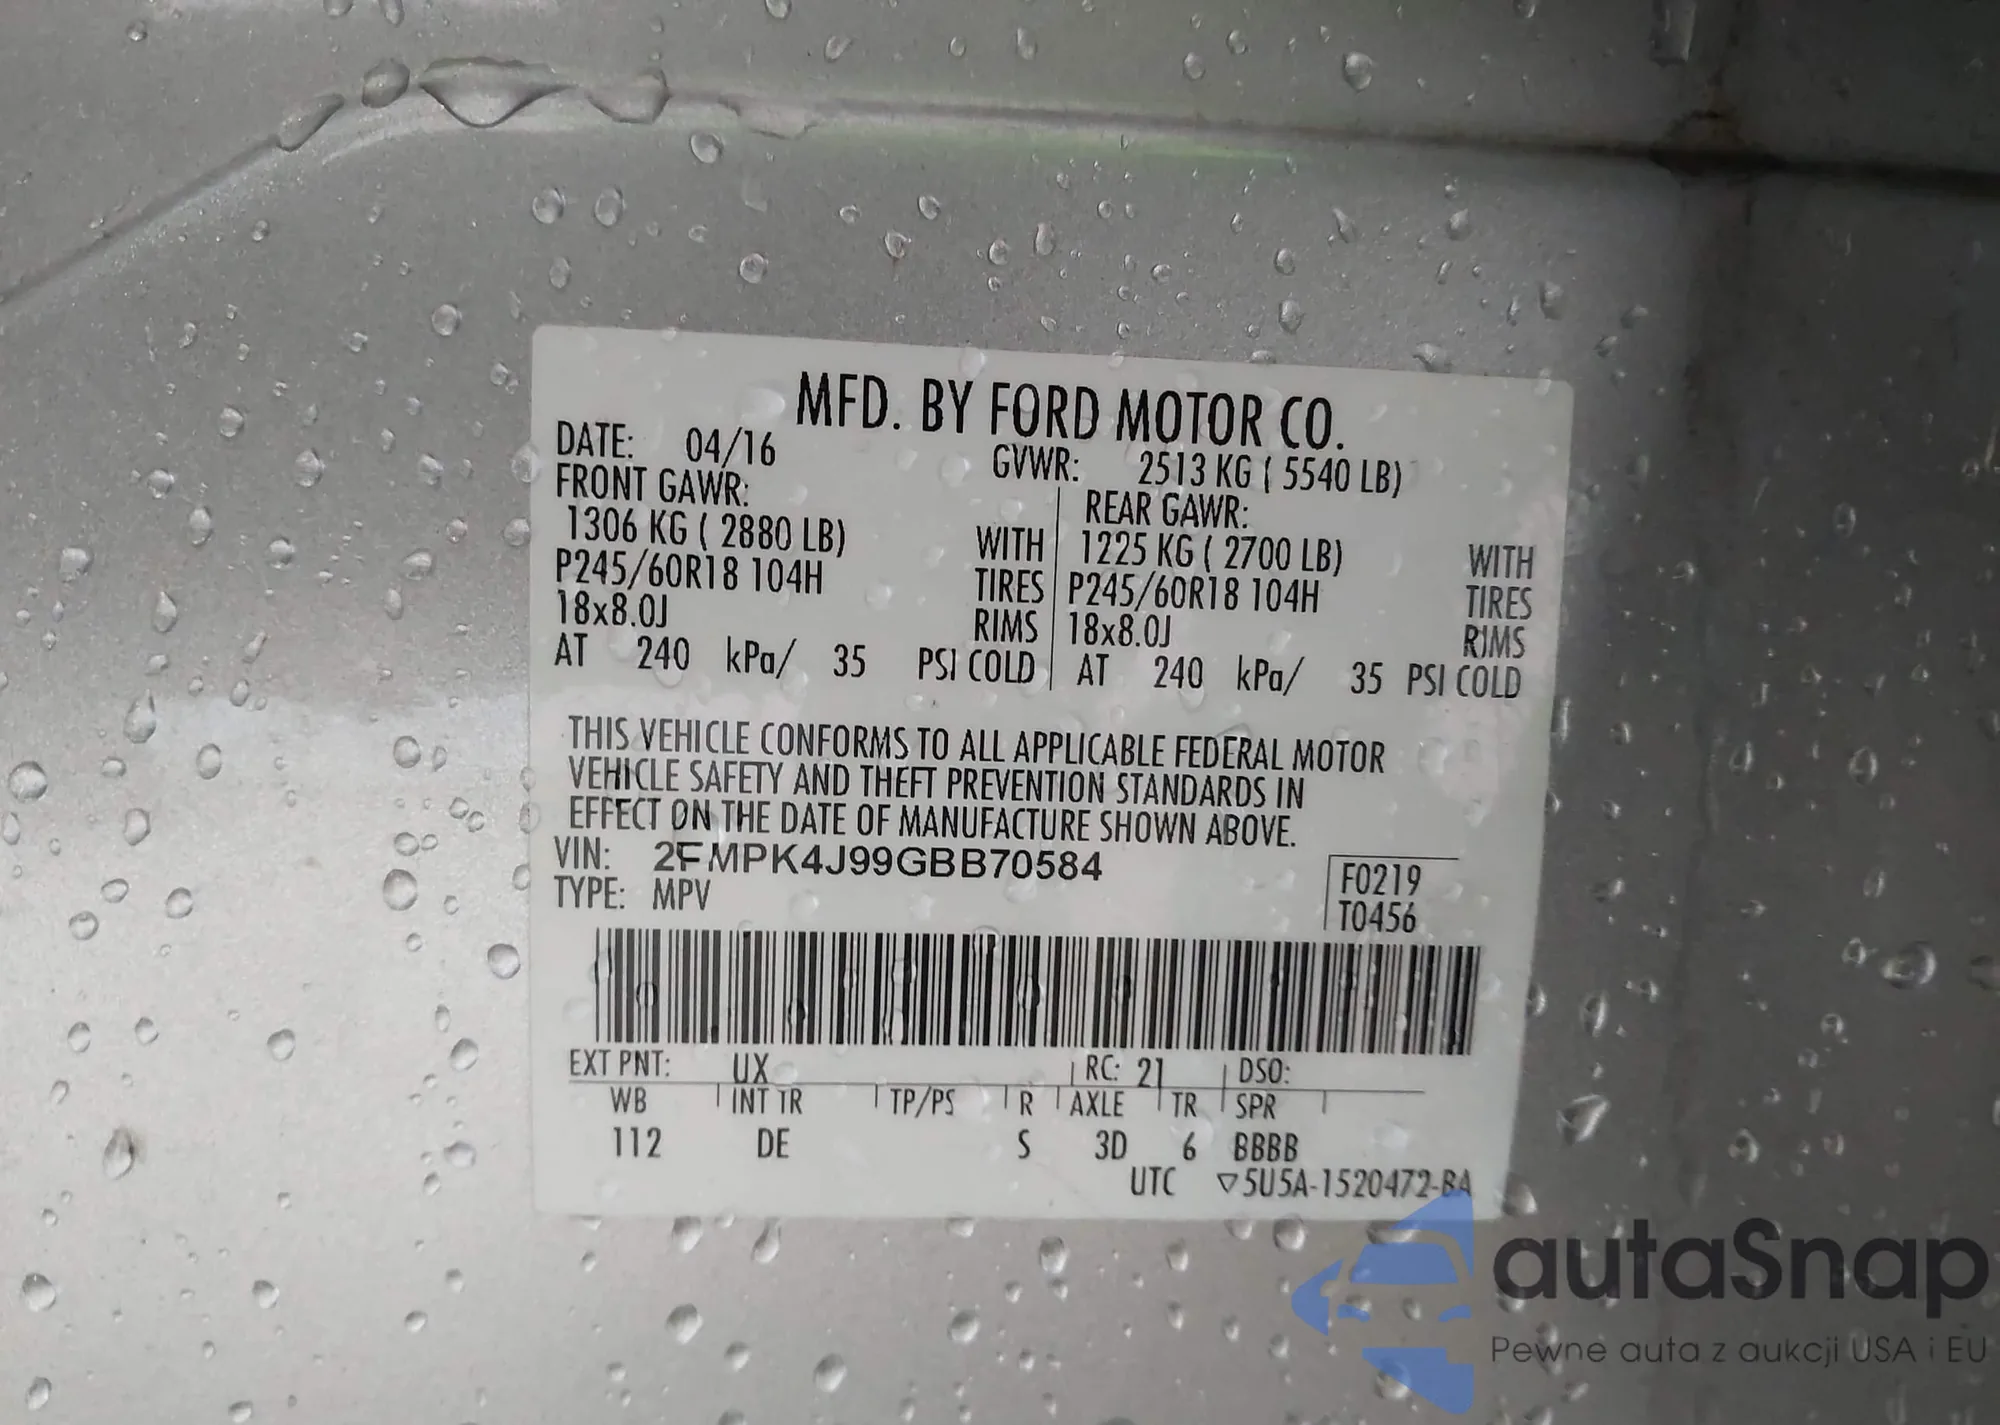 MFD. BY FORD MOTOR CO.
DATE: 04/16 GVWR: 2513 KG ( 5540 LB)
FRONT GAWR: REAR GAWR:
1306 KG ( 2880 LB) WITH 1225 KG ( 2700 LB) WITH
P245/60R18 104H TIRES P245/60R18 104H TIRES
18x8.0J RIMS 18x8.0J RIMS
AT 240 kPa/ 35 PSI COLD AT 240 kPa/ 35 PSI COLD
THIS VEHICLE CONFORMS TO ALL APPLICABLE FEDERAL MOTOR
VEHICLE SAFETY AND THEFT PREVENTION STANDARDS IN
EFFECT ON THE DATE OF MANUFACTURE SHOWN ABOVE.
VIN: 2FMPK4J99GBB70584
TYPE: MPV
F0219
T0456
EXT PNT: UX RC: 21 DSO:
WB INT TR TP/PS R AXLE TR SPR
112 DE S 3D 6 BBBB
UTC ▽5U5A-1520472-BA
autaSnap
Pewne auta z aukcji USA i EU